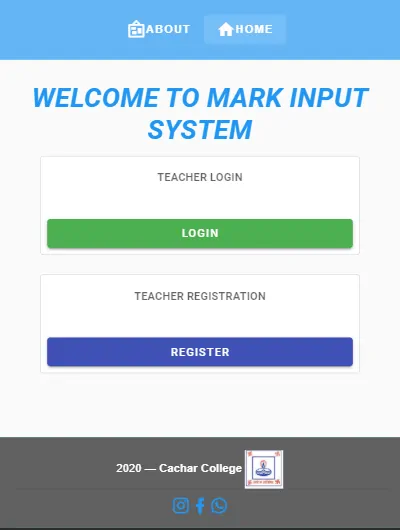 ABOUT HOME
WELCOME TO MARK INPUT
SYSTEM
TEACHER LOGIN
LOGIN
TEACHER REGISTRATION
REGISTER
2020 — Cachar College